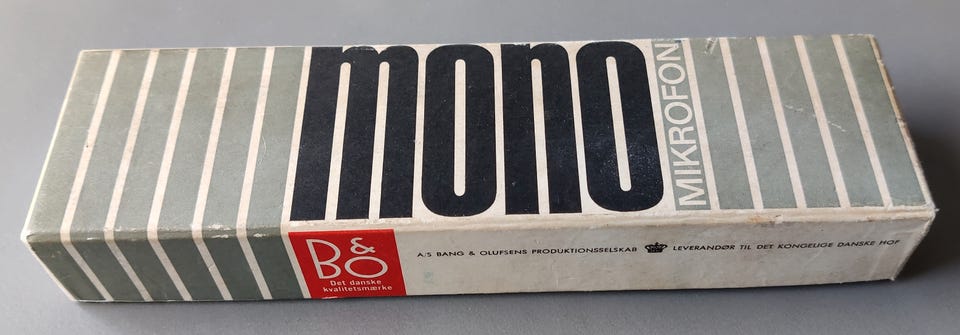 mono
MIKROFON
B&O
Det danske
kvalitetsmærke
A/S BANG & OLUFSENS PRODUKTIONSSELSKAB LEVERANDØR TIL DET KONGELIGE DANSKE HOF